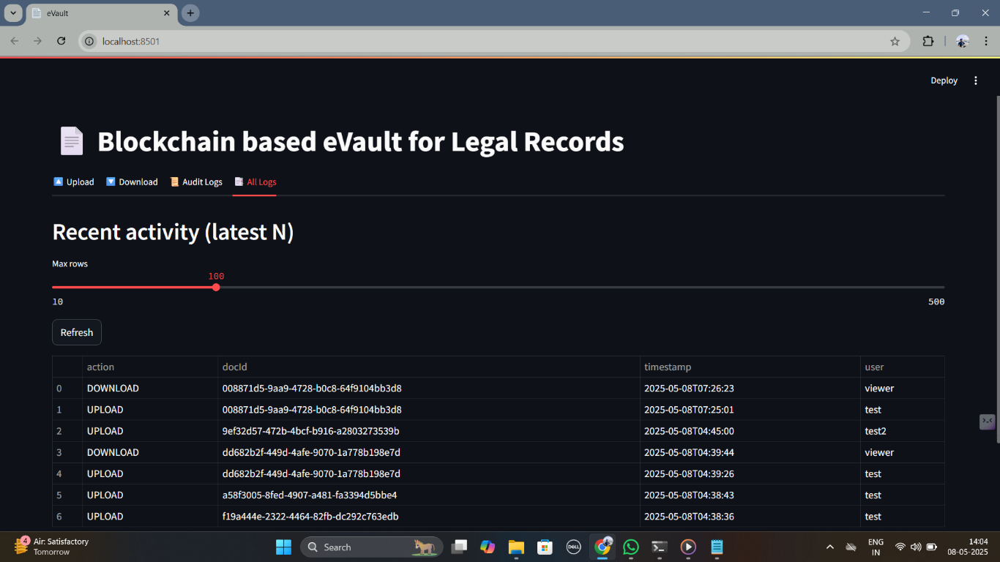 eVault
localhost:8501
Deploy
Blockchain based eVault for Legal Records
Upload Download Audit Logs All Logs
Recent activity (latest N)
Max rows
100
10 500
Refresh
action docId timestamp user
0 DOWNLOAD 008871d5-9aa9-4728-b0c8-64f9104bb3d8 2025-05-08T07:26:23 viewer
1 UPLOAD 008871d5-9aa9-4728-b0c8-64f9104bb3d8 2025-05-08T07:25:01 test
2 UPLOAD 9ef32d57-472b-4bcf-b916-a2803273539b 2025-05-08T04:45:00 test2
3 DOWNLOAD dd682b2f-449d-4afe-9070-1a778b198e7d 2025-05-08T04:39:44 viewer
4 UPLOAD dd682b2f-449d-4afe-9070-1a778b198e7d 2025-05-08T04:39:26 test
5 UPLOAD a58f3005-8fed-4907-a481-fa3394d5bbe4 2025-05-08T04:38:43 test
6 UPLOAD f19a444e-2322-4464-82fb-dc292c763edb 2025-05-08T04:38:36 test
4 Air: Satisfactory
Tomorrow
Search
DELL
ENG
IN
14:04
08-05-2025